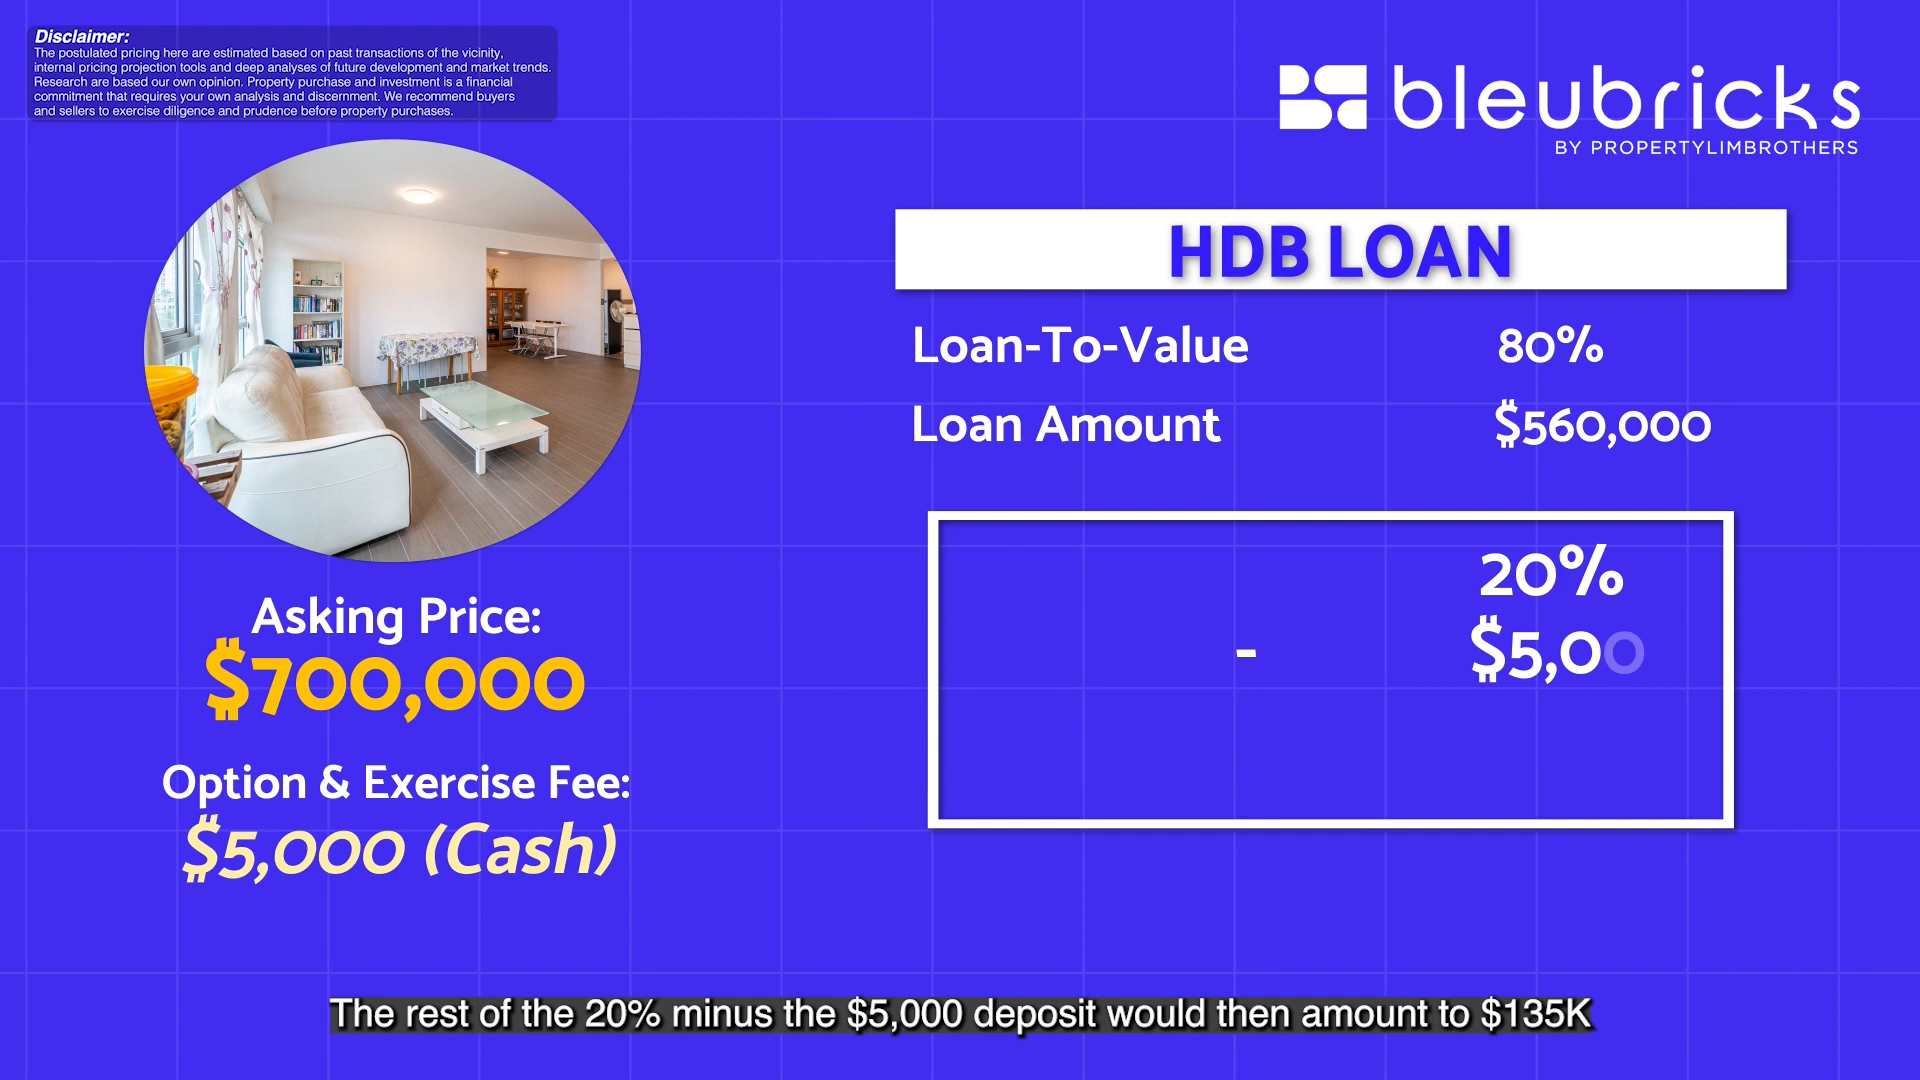 Disclaimer:
The postulated pricing here are estimated based on past transactions of the vicinity,
internal pricing projection tools and deep analyses of future development and market trends.
Research are based our own opinion. Property purchase and investment is a financial
commitment that requires your own analysis and discernment. We recommend buyers
and sellers to exercise diligence and prudence before property purchases.
bleubricks
BY PROPERTYLIMBROTHERS
HDB LOAN
Loan-To-Value 80%
Loan Amount $560,000
20%
- $5,00
Asking Price:
$700,000
Option & Exercise Fee:
$5,000 (Cash)
The rest of the 20% minus the $5,000 deposit would then amount to $135K